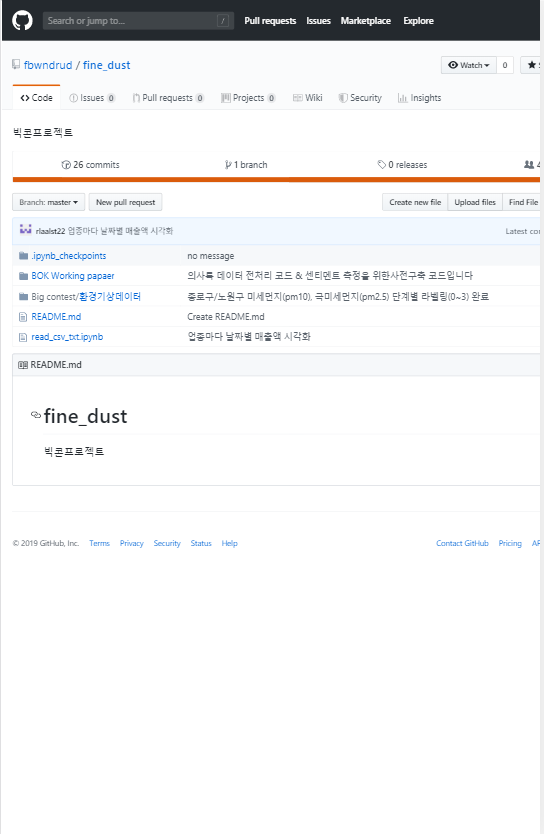 Search or jump to... / Pull requests Issues Marketplace Explore
fbwndrud / fine_dust Watch 0
Code Issues 0 Pull requests 0 Projects 0 Wiki Security Insights
빅콘프로젝트
26 commits 1 branch 0 releases 4
Branch: master New pull request Create new file Upload files Find File
rlaalst22 업종마다 날짜별 매출액 시각화 Latest co
.ipynb_checkpoints no message
BOK Working papaer 의사록 데이터 전저리 코드 & 센티멘트 측정을 위한사전구축 코드입니다
Big contest/환경기상데이터 종로구/노원구 미세먼지(pm10), 극미세먼지(pm2.5) 단계별 라벨링(0~3) 완료
README.md Create README.md
read_csv_txt.ipynb 업종마다 날짜별 매출액 시각화
README.md
fine_dust
빅콘프로젝트
© 2019 GitHub, Inc. Terms Privacy Security Status Help Contact GitHub Pricing AP